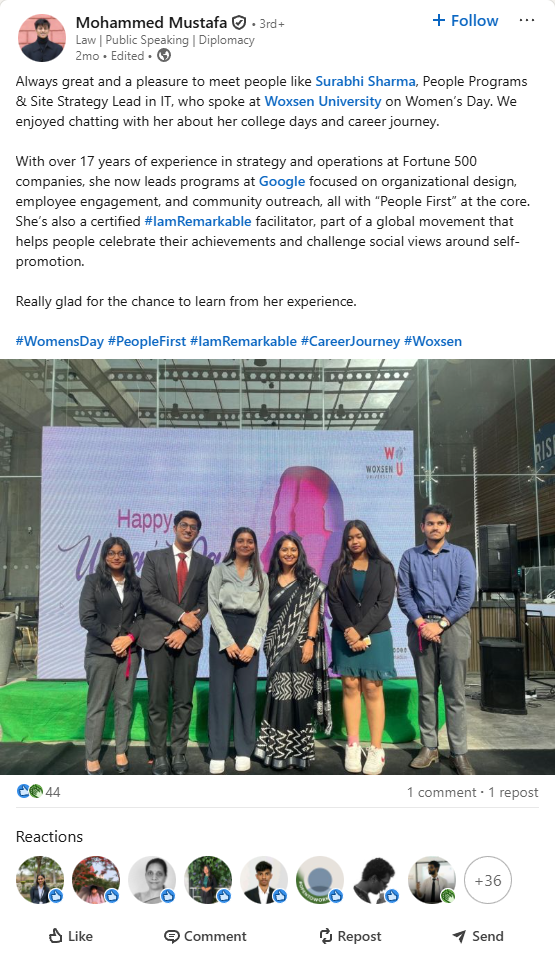 Mohammed Mustafa • 3rd+
+ Follow
Law | Public Speaking | Diplomacy
2mo • Edited •
Always great and a pleasure to meet people like Surabhi Sharma, People Programs
& Site Strategy Lead in IT, who spoke at Woxsen University on Women's Day. We
enjoyed chatting with her about her college days and career journey.
With over 17 years of experience in strategy and operations at Fortune 500
companies, she now leads programs at Google focused on organizational design,
employee engagement, and community outreach, all with “People First” at the core.
She's also a certified #IamRemarkable facilitator, part of a global movement that
helps people celebrate their achievements and challenge social views around self-
promotion.
Really glad for the chance to learn from her experience.
#WomensDay #PeopleFirst #IamRemarkable #CareerJourney #Woxsen
W
WOXSEN U
UNIVERSITY
Happy
44
1 comment · 1 repost
Reactions
+36
Like
Comment
Repost
Send